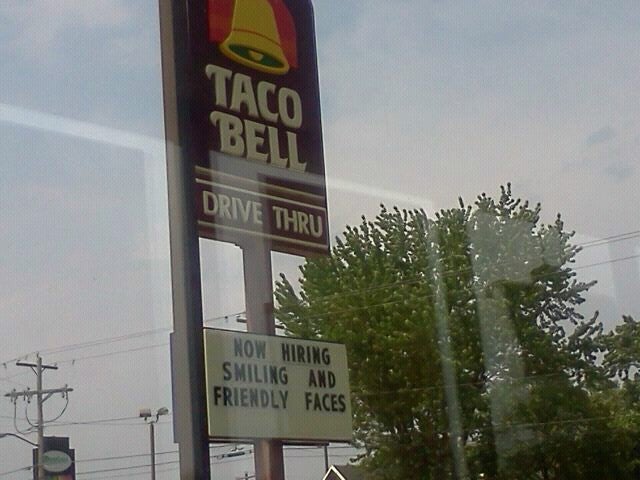 TACO
BELL
DRIVE THRU
NOW HIRING
SMILING AND
FRIENDLY FACES